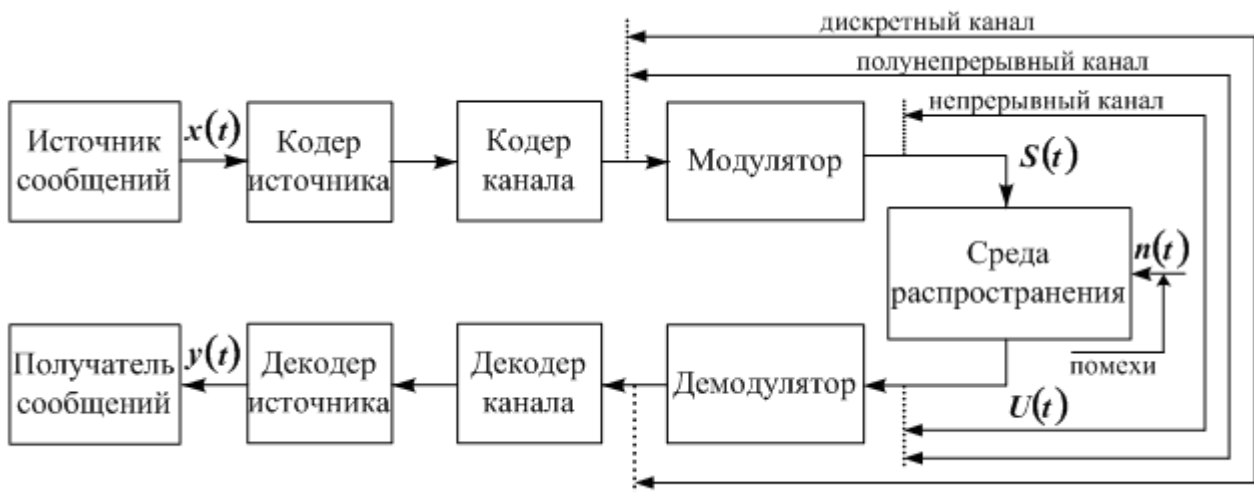 дискретный канал
полунепрерывный канал
непрерывный канал
Источник
сообщений
x(t)
Кодер
источника
Кодер
канала
Модулятор
S(t)
Среда
распространения
n(t)
помехи
Получатель
сообщений
y(t)
Декодер
источника
Декодер
канала
Демодулятор
U(t)